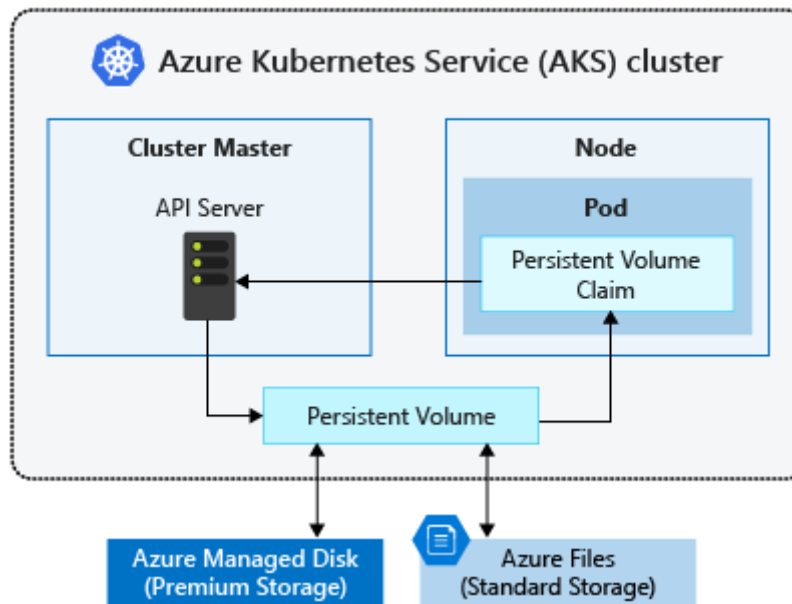 Azure Kubernetes Service (AKS) cluster
Cluster Master
API Server
Node
Pod
Persistent Volume
Claim
Persistent Volume
Azure Managed Disk
(Premium Storage)
Azure Files
(Standard Storage)